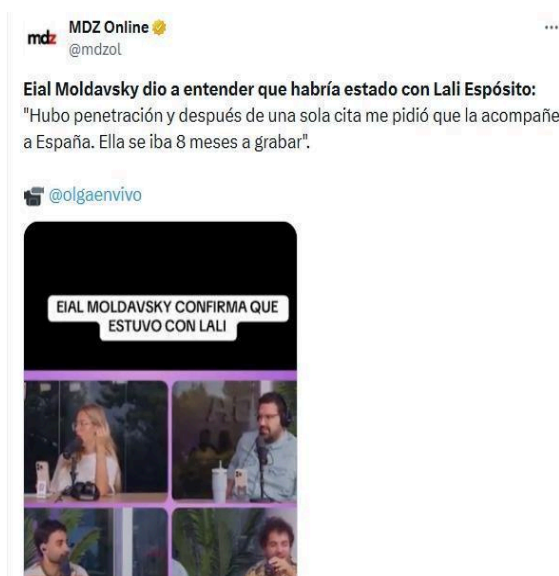 mdz
MDZ Online
@mdzol
Eial Moldavsky dio a entender que habría estado con Lali Espósito:
"Hubo penetración y después de una sola cita me pidió que la acompañe
a España. Ella se iba 8 meses a grabar".
@olgaenvivo
EIAL MOLDAVSKY CONFIRMA QUE
ESTUVO CON LALI